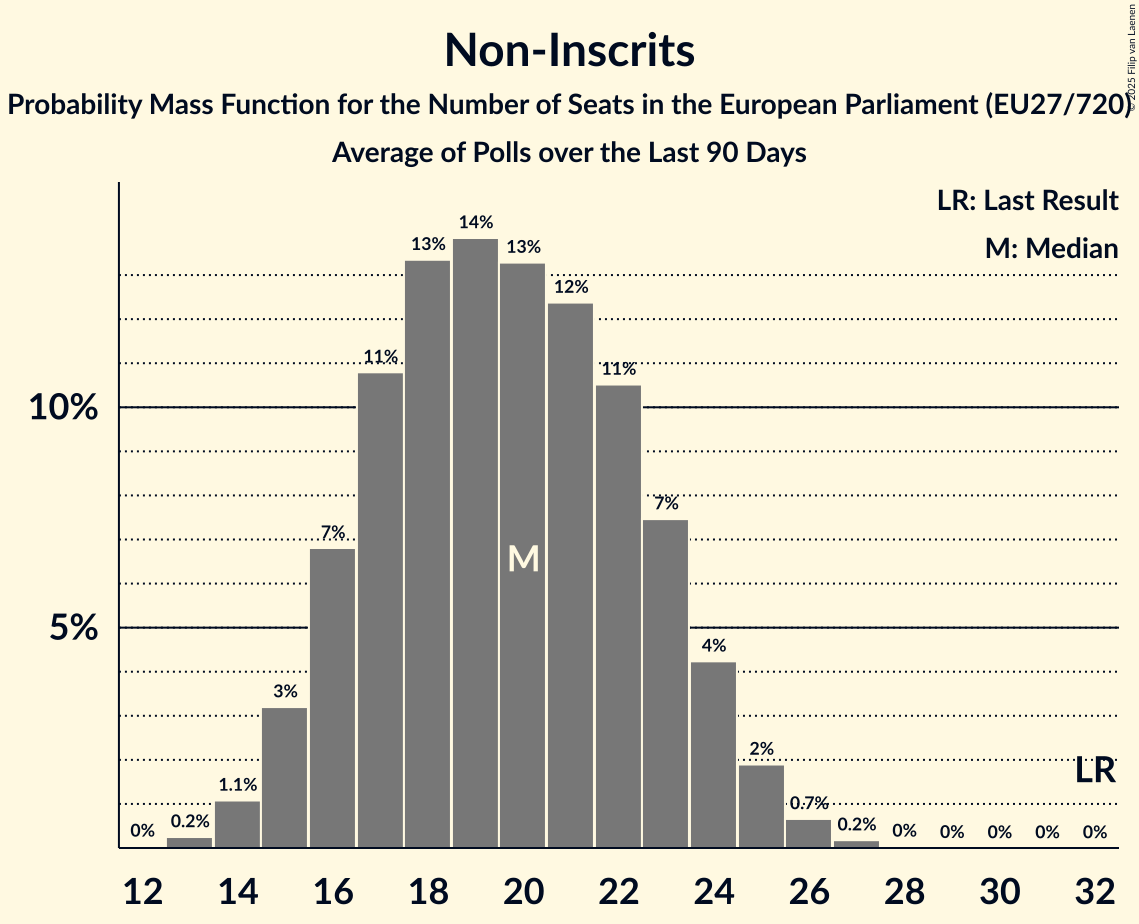 Non-Inscrits
Probability Mass Function for the Number of Seats in the European Parliament (EU27/720)
Average of Polls over the Last 90 Days
© 2025 Filip van Laenen
LR: Last Result
M: Median
14%
13%
13%
12%
11%
11%
10%
7%
7%
M
5%
4%
3%
2%
LR
1.1%
0.7%
0.2%
0.2%
0%
0%
0%
0%
0%
0%
12 14 16 18 20 22 24 26 28 30 32